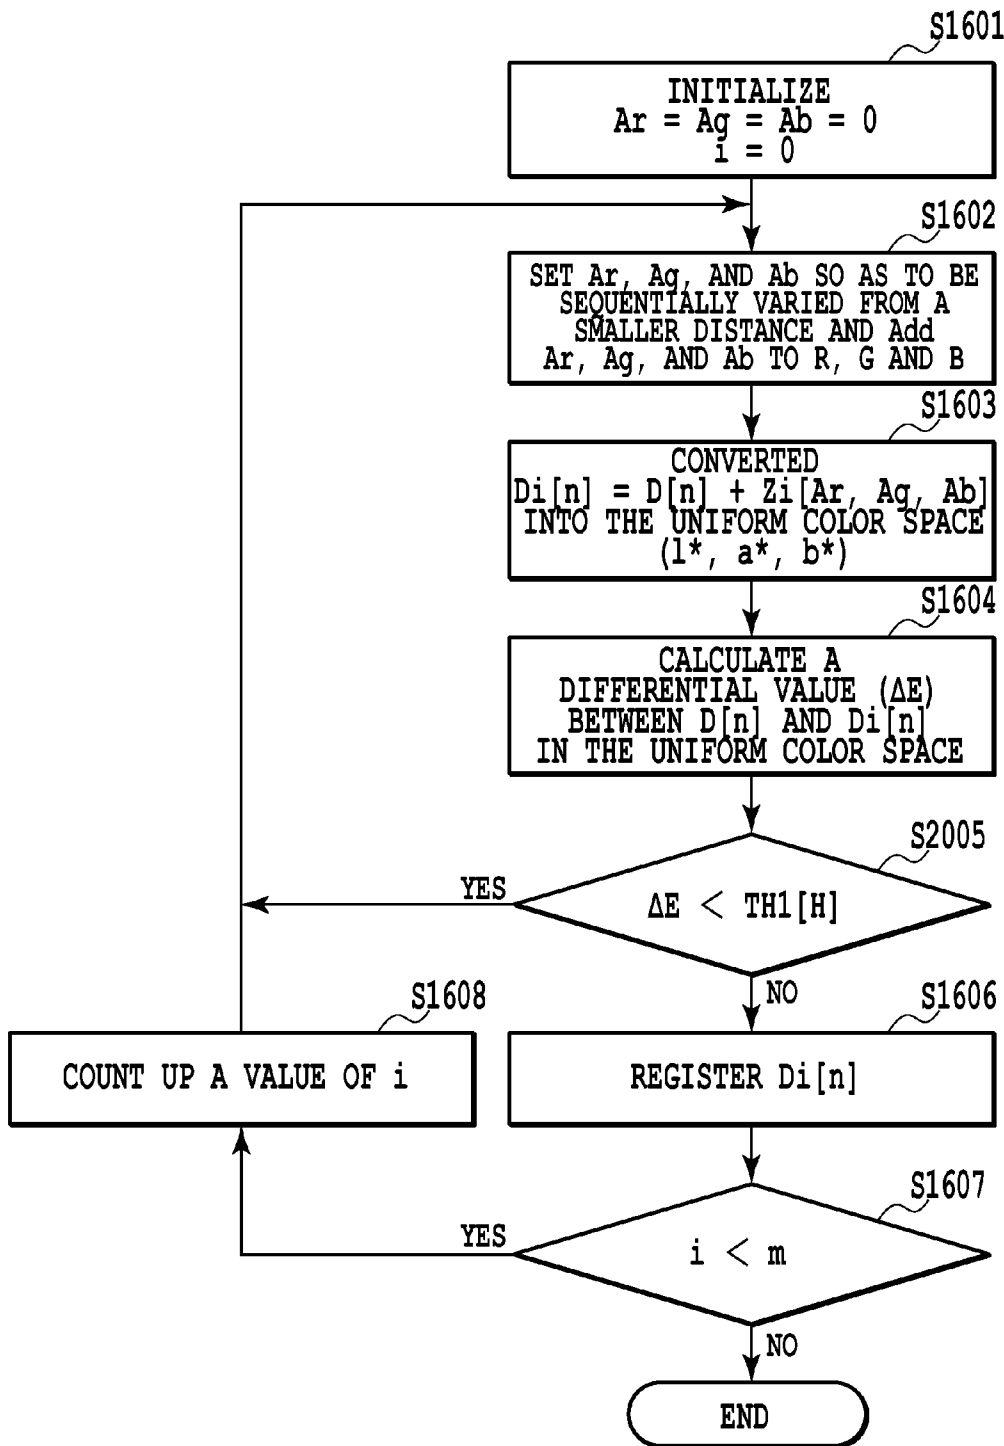 S1601
INITIALIZE
Ar = Ag = Ab = 0
i = 0
S1602
SET Ar, Ag, AND Ab SO AS TO BE
SEQUENTIALLY VARIED FROM A
SMALLER DISTANCE AND Add
Ar, Ag, AND Ab TO R, G AND B
S1603
CONVERTED
Di[n] = D[n] + Zi[Ar, Ag, Ab]
INTO THE UNIFORM COLOR SPACE
(l*, a*, b*)
S1604
CALCULATE A
DIFFERENTIAL VALUE (ΔE)
BETWEEN D[n] AND Di[n]
IN THE UNIFORM COLOR SPACE
S2005
YES
ΔE < TH1[H]
NO
S1608
COUNT UP A VALUE OF i
S1606
REGISTER Di[n]
S1607
YES
i < m
NO
END